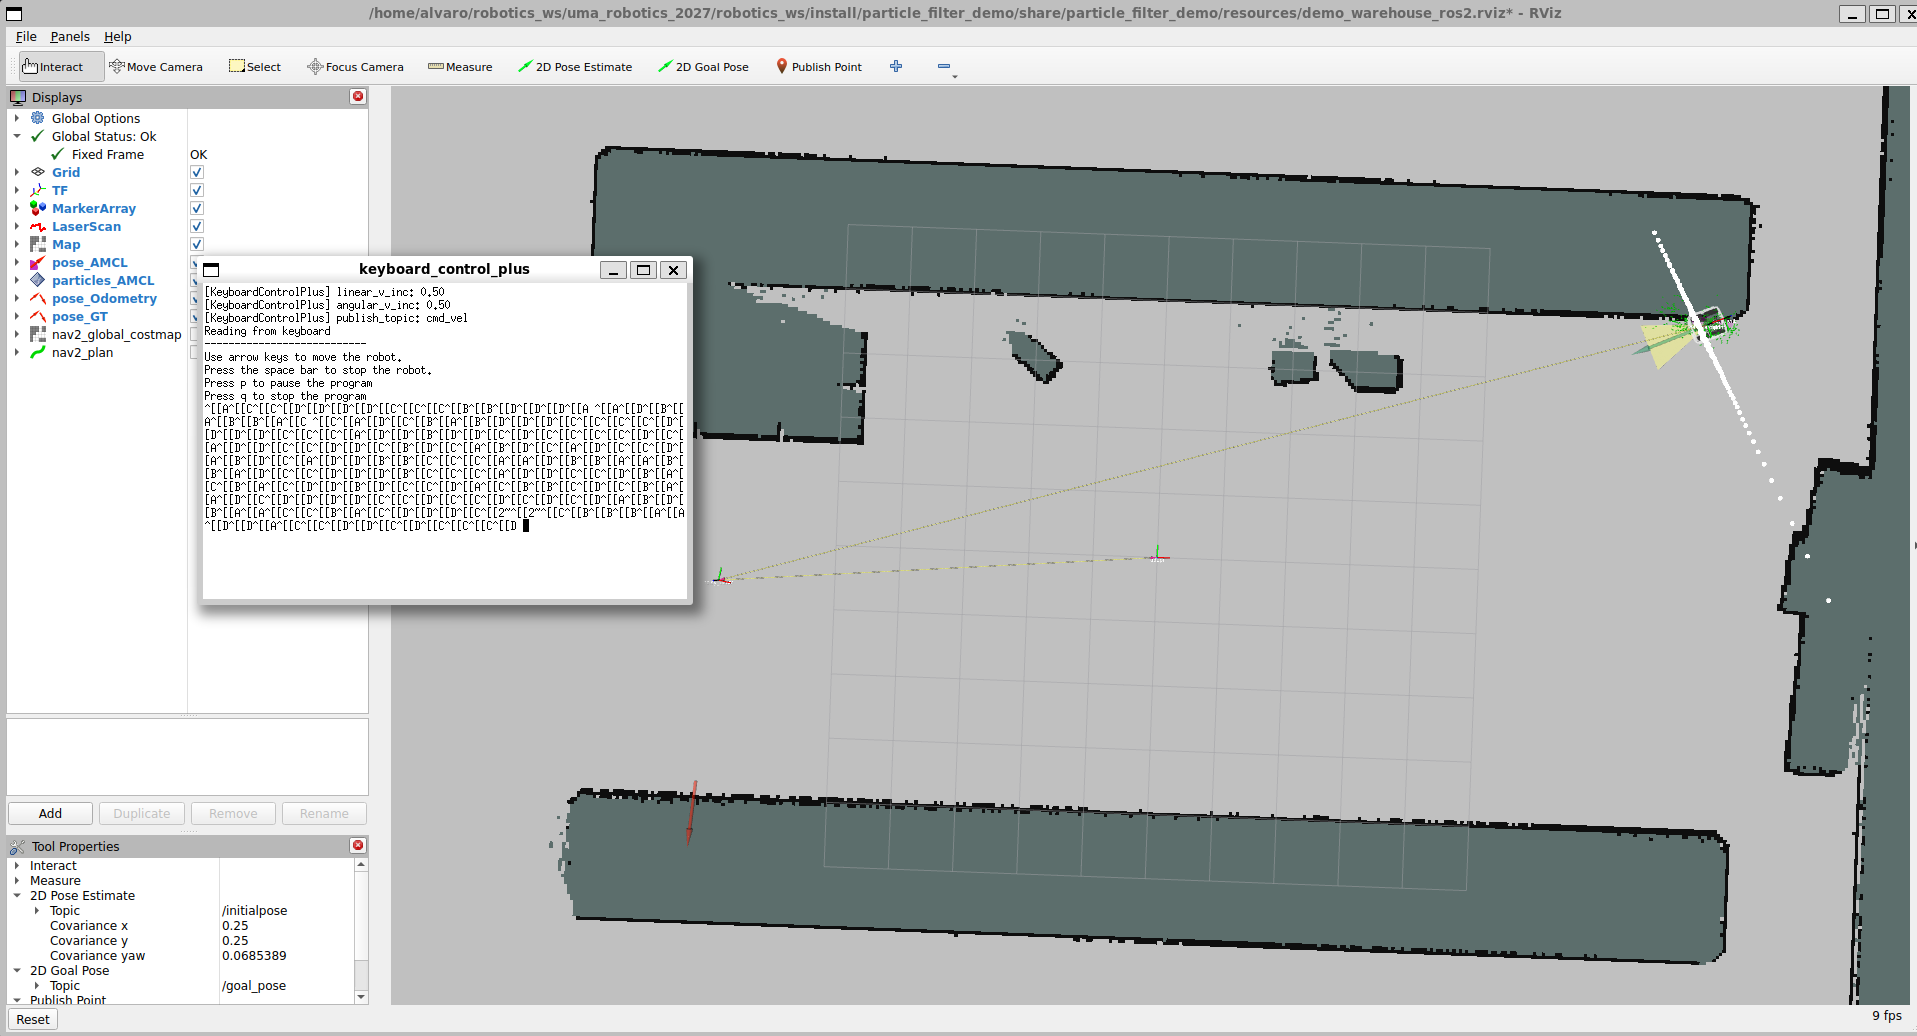 /home/alvaro/robotics_ws/uma_robotics_2027/robotics_ws/install/particle_filter_demo/share/particle_filter_demo/resources/demo_warehouse_ros2.rviz* - RViz
File Panels Help
Interact Move Camera Select Focus Camera Measure 2D Pose Estimate 2D Goal Pose Publish Point
Displays
Global Options
Global Status: Ok
Fixed Frame OK
Grid
TF
MarkerArray
LaserScan
Map
pose_AMCL
particles_AMCL
pose_Odometry
pose_GT
nav2_global_costmap
nav2_plan
keyboard_control_plus
[KeyboardControlPlus] linear_v_inc: 0.50
[KeyboardControlPlus] angular_v_inc: 0.50
[KeyboardControlPlus] publish_topic: cmd_vel
Reading from keyboard
---------------------------
Use arrow keys to move the robot.
Press the space bar to stop the robot.
Press p to pause the program
Press q to stop the program
Add Duplicate Remove Rename
Tool Properties
Interact
Measure
2D Pose Estimate
Topic /initialpose
Covariance x 0.25
Covariance y 0.25
Covariance yaw 0.0685389
2D Goal Pose
Topic /goal_pose
Publish Point
Reset
9 fps